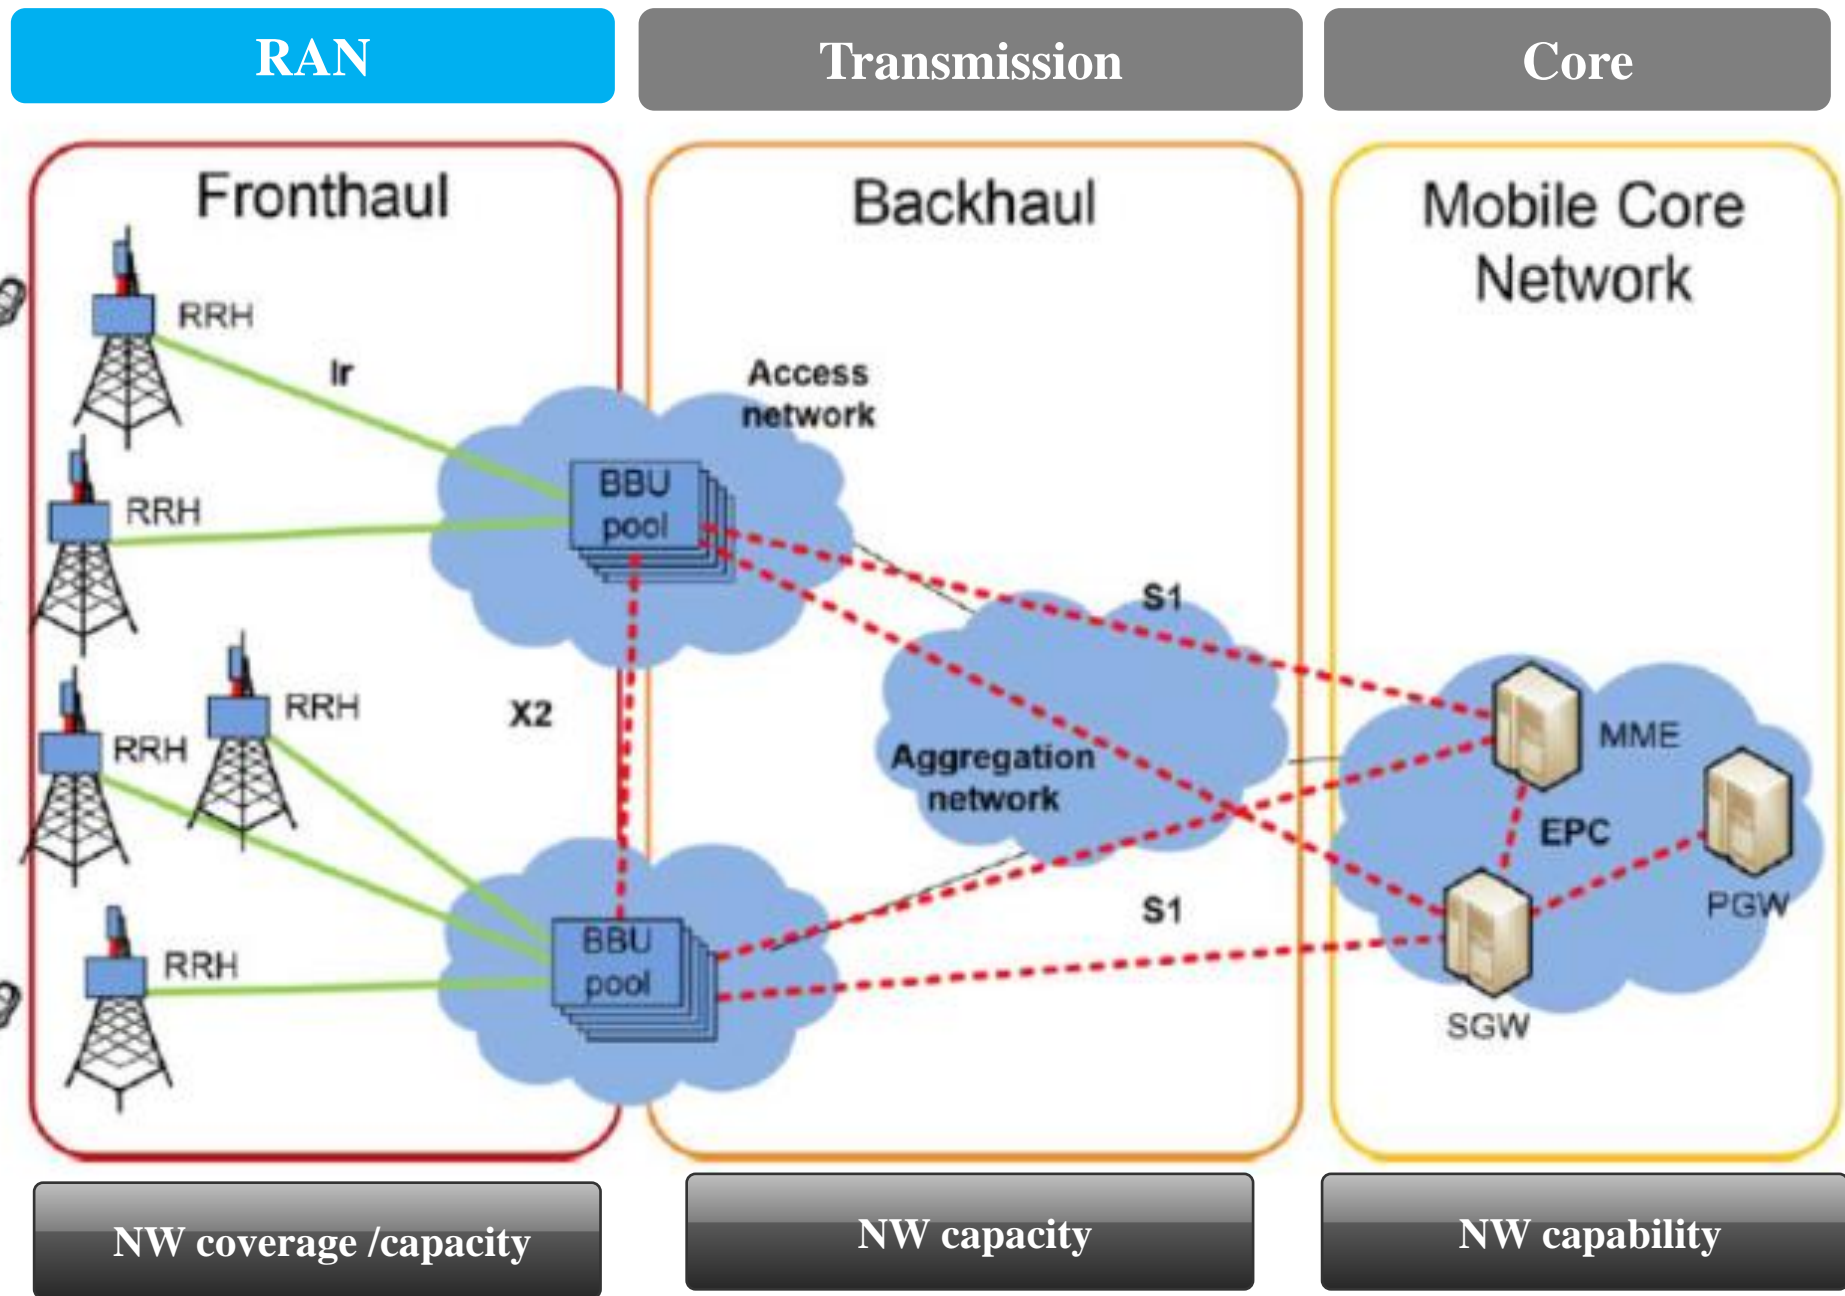 RAN
Transmission
Core
Fronthaul
Backhaul
Mobile Core
Network
RRH
Ir
Access
network
BBU
pool
RRH
S1
RRH
X2
RRH
MME
Aggregation
network
EPC
PGW
S1
BBU
pool
RRH
SGW
NW coverage /capacity
NW capacity
NW capability